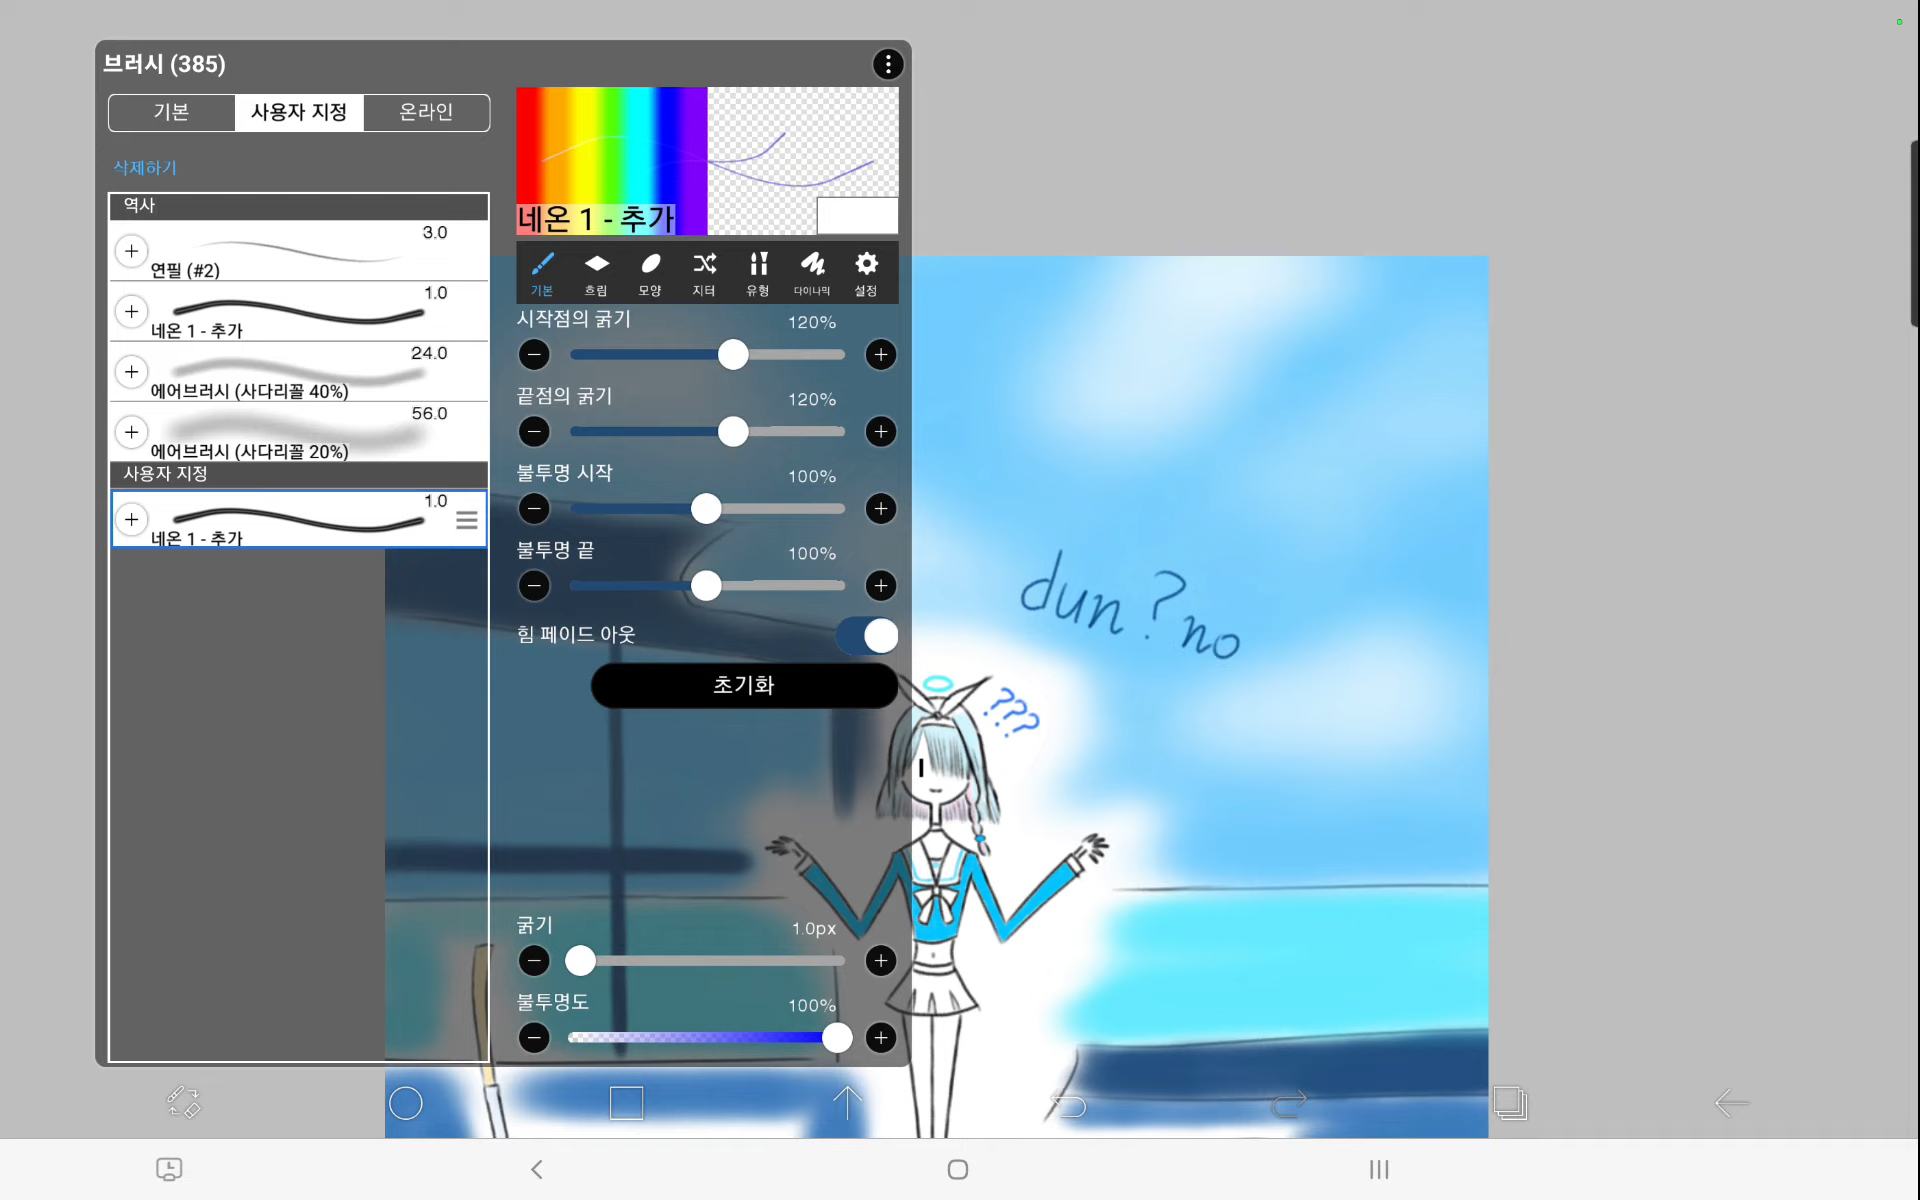 브러시 (385)
기본 사용자 지정 온라인
삭제하기
역사
3.0
연필 (#2)
1.0
네온 1 - 추가
24.0
에어브러시 (사다리꼴 40%)
56.0
에어브러시 (사다리꼴 20%)
사용자 지정
1.0
네온 1 - 추가
네온 1 - 추가
기본 흐림 모양 지터 유형 다이나믹 설정
시작점의 굵기 120%
끝점의 굵기 120%
불투명 시작 100%
불투명 끝 100%
힘 페이드 아웃
초기화
굵기 1.0px
불투명도 100%
dun?no
???